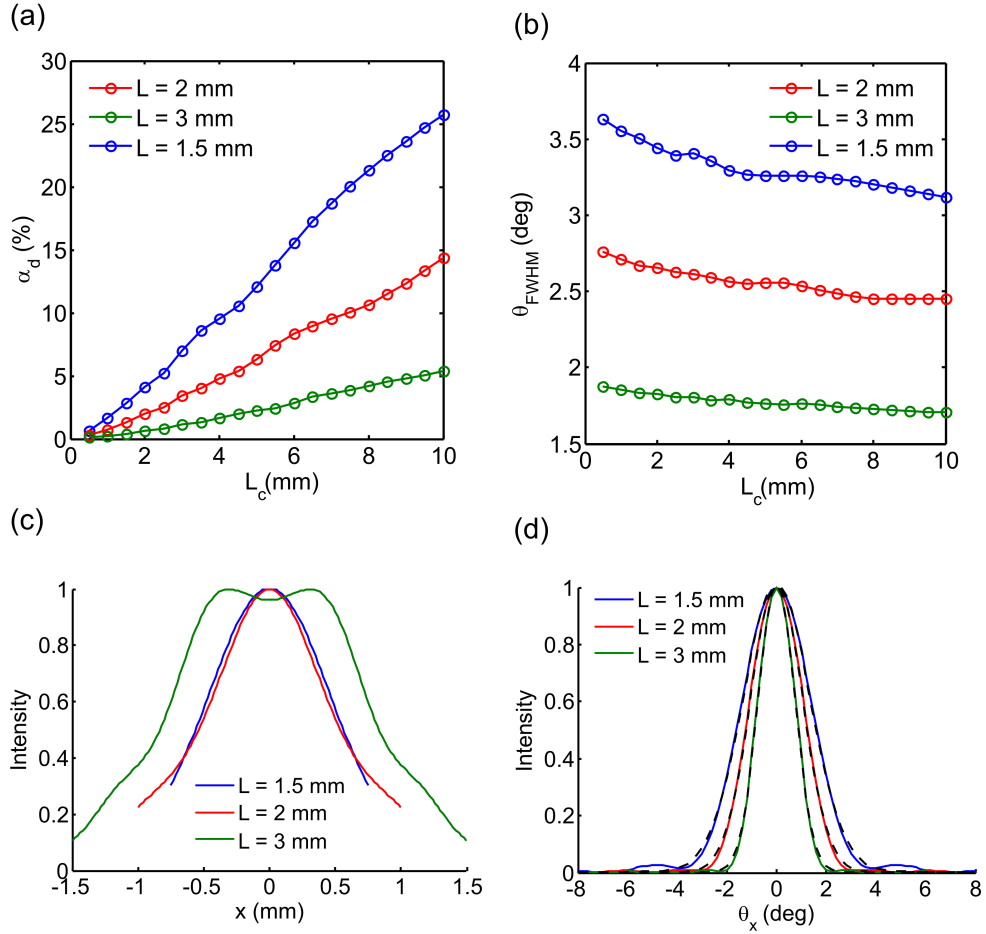 (a)
30
25
20
15
10
5
0
α_d (%)
L = 2 mm
L = 3 mm
L = 1.5 mm
0 2 4 6 8 10
L_c(mm)
(b)
4
3.5
3
2.5
2
1.5
θ_FWHM (deg)
L = 2 mm
L = 3 mm
L = 1.5 mm
0 2 4 6 8 10
L_c(mm)
(c)
1
0.8
0.6
0.4
0.2
0
Intensity
L = 1.5 mm
L = 2 mm
L = 3 mm
-1.5 -1 -0.5 0 0.5 1 1.5
x (mm)
(d)
1
0.8
0.6
0.4
0.2
0
Intensity
L = 1.5 mm
L = 2 mm
L = 3 mm
-8 -6 -4 -2 0 2 4 6 8
θ_x (deg)